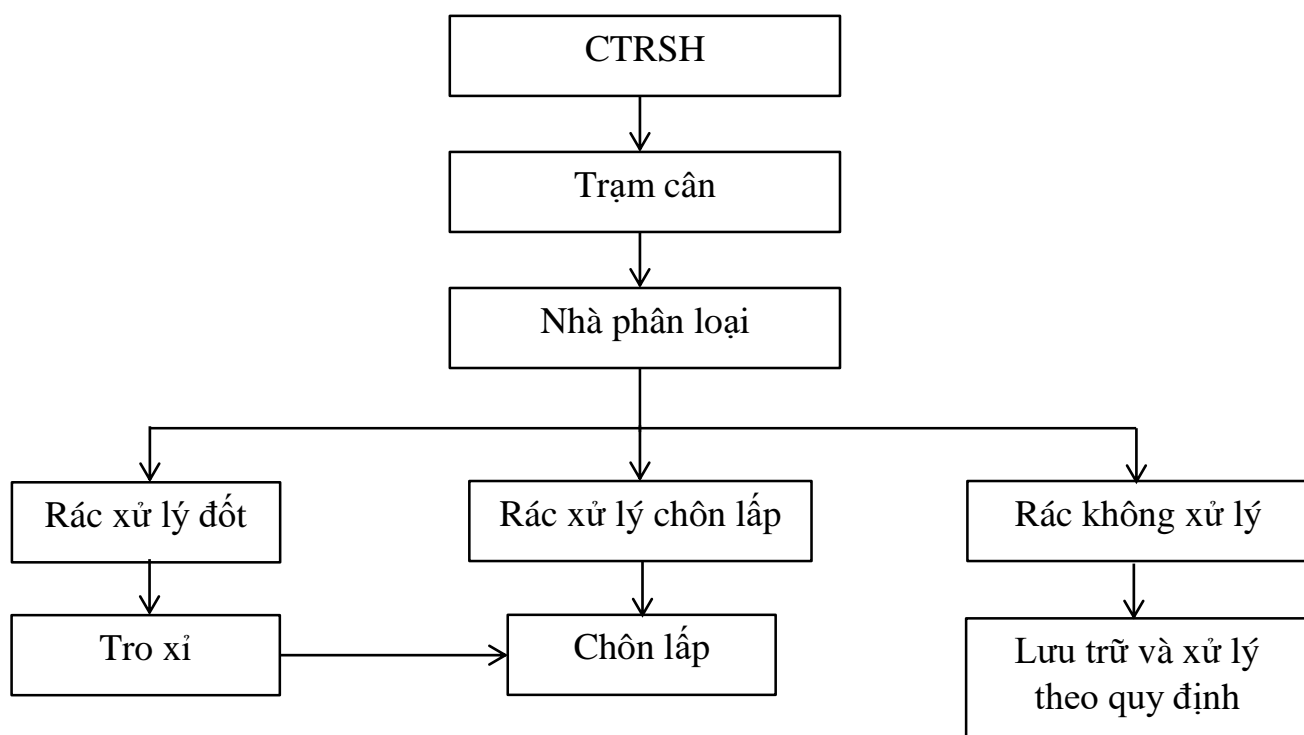 CTRSH
Trạm cân
Nhà phân loại
Rác xử lý đốt
Rác xử lý chôn lấp
Rác không xử lý
Tro xỉ
Chôn lấp
Lưu trữ và xử lý
theo quy định